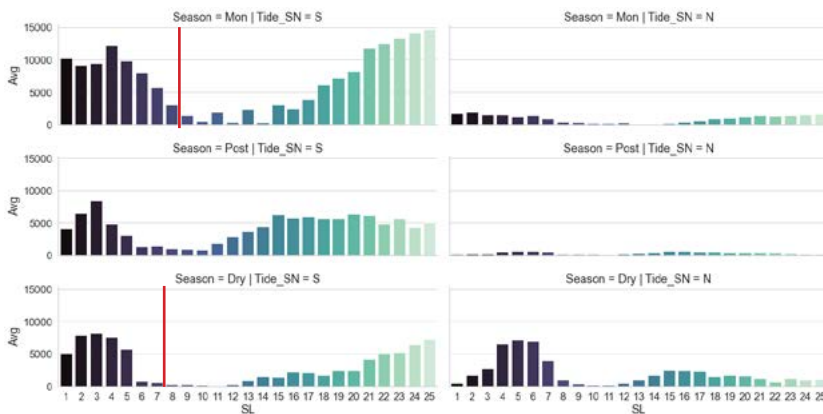 Season = Mon | Tide_SN = S
Season = Mon | Tide_SN = N
15000
10000
5000
0
Avg
Season = Post | Tide_SN = S
Season = Post | Tide_SN = N
15000
10000
5000
0
Avg
Season = Dry | Tide_SN = S
Season = Dry | Tide_SN = N
15000
10000
5000
0
Avg
1 2 3 4 5 6 7 8 9 10 11 12 13 14 15 16 17 18 19 20 21 22 23 24 25
SL
1 2 3 4 5 6 7 8 9 10 11 12 13 14 15 16 17 18 19 20 21 22 23 24 25
SL